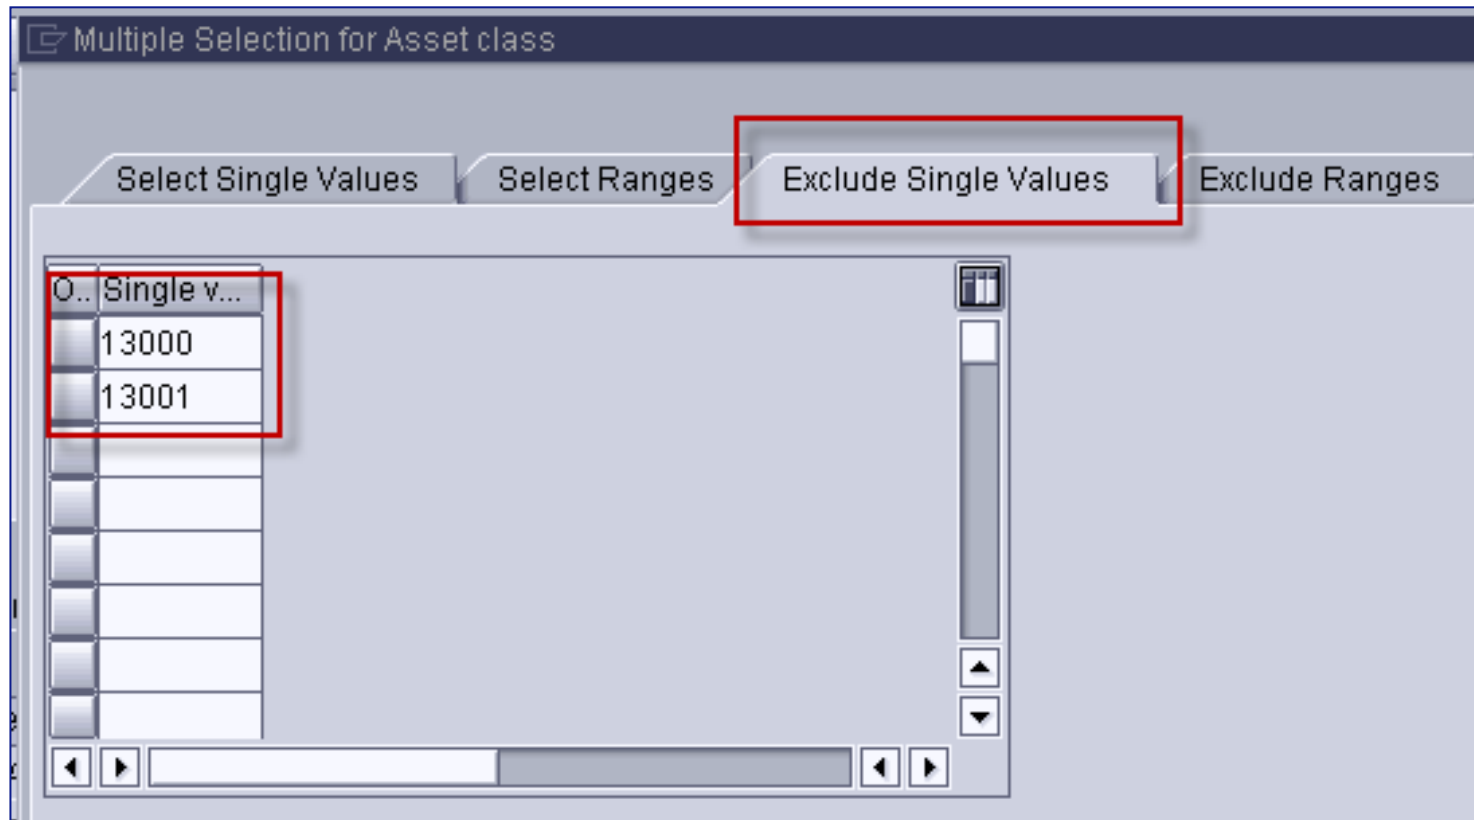 Multiple Selection for Asset class
Select Single Values Select Ranges Exclude Single Values Exclude Ranges
O.. Single v...
13000
13001